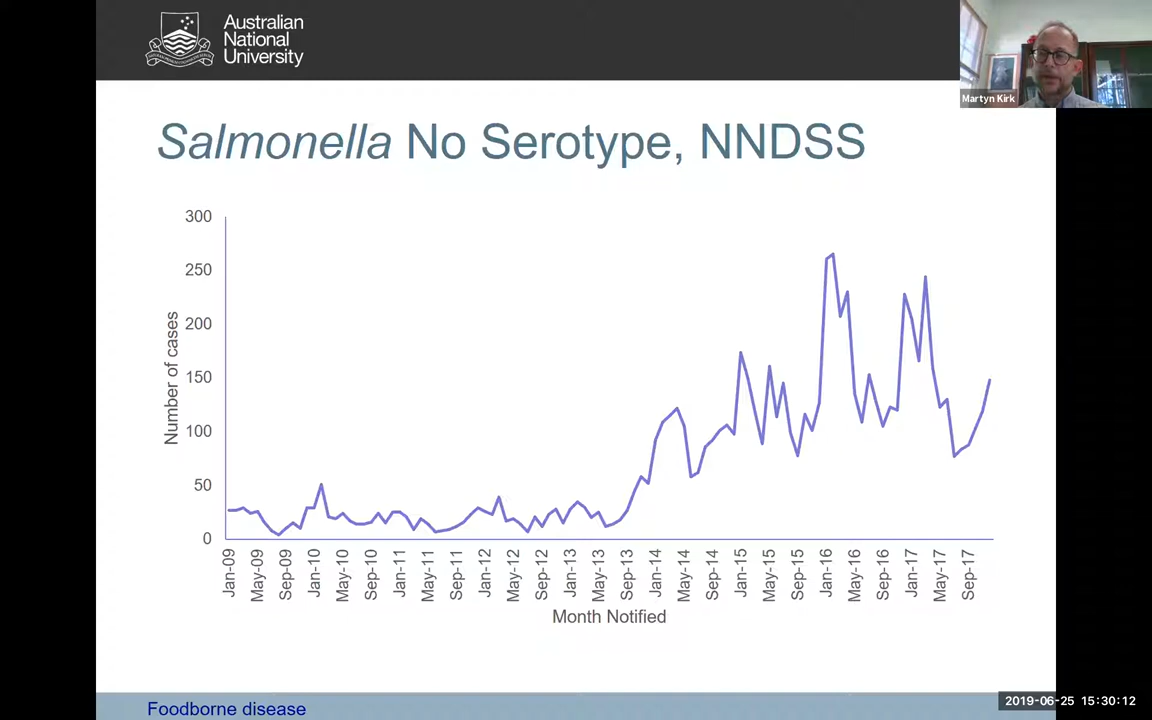 Australian
National
University
Martyn Kirk
Salmonella No Serotype, NNDSS
300
250
200
150
100
50
0
Number of cases
Jan-09
May-09
Sep-09
Jan-10
May-10
Sep-10
Jan-11
May-11
Sep-11
Jan-12
May-12
Sep-12
Jan-13
May-13
Sep-13
Jan-14
May-14
Sep-14
Jan-15
May-15
Sep-15
Jan-16
May-16
Sep-16
Jan-17
May-17
Sep-17
Month Notified
Foodborne disease
2019-06-25 15:30:12